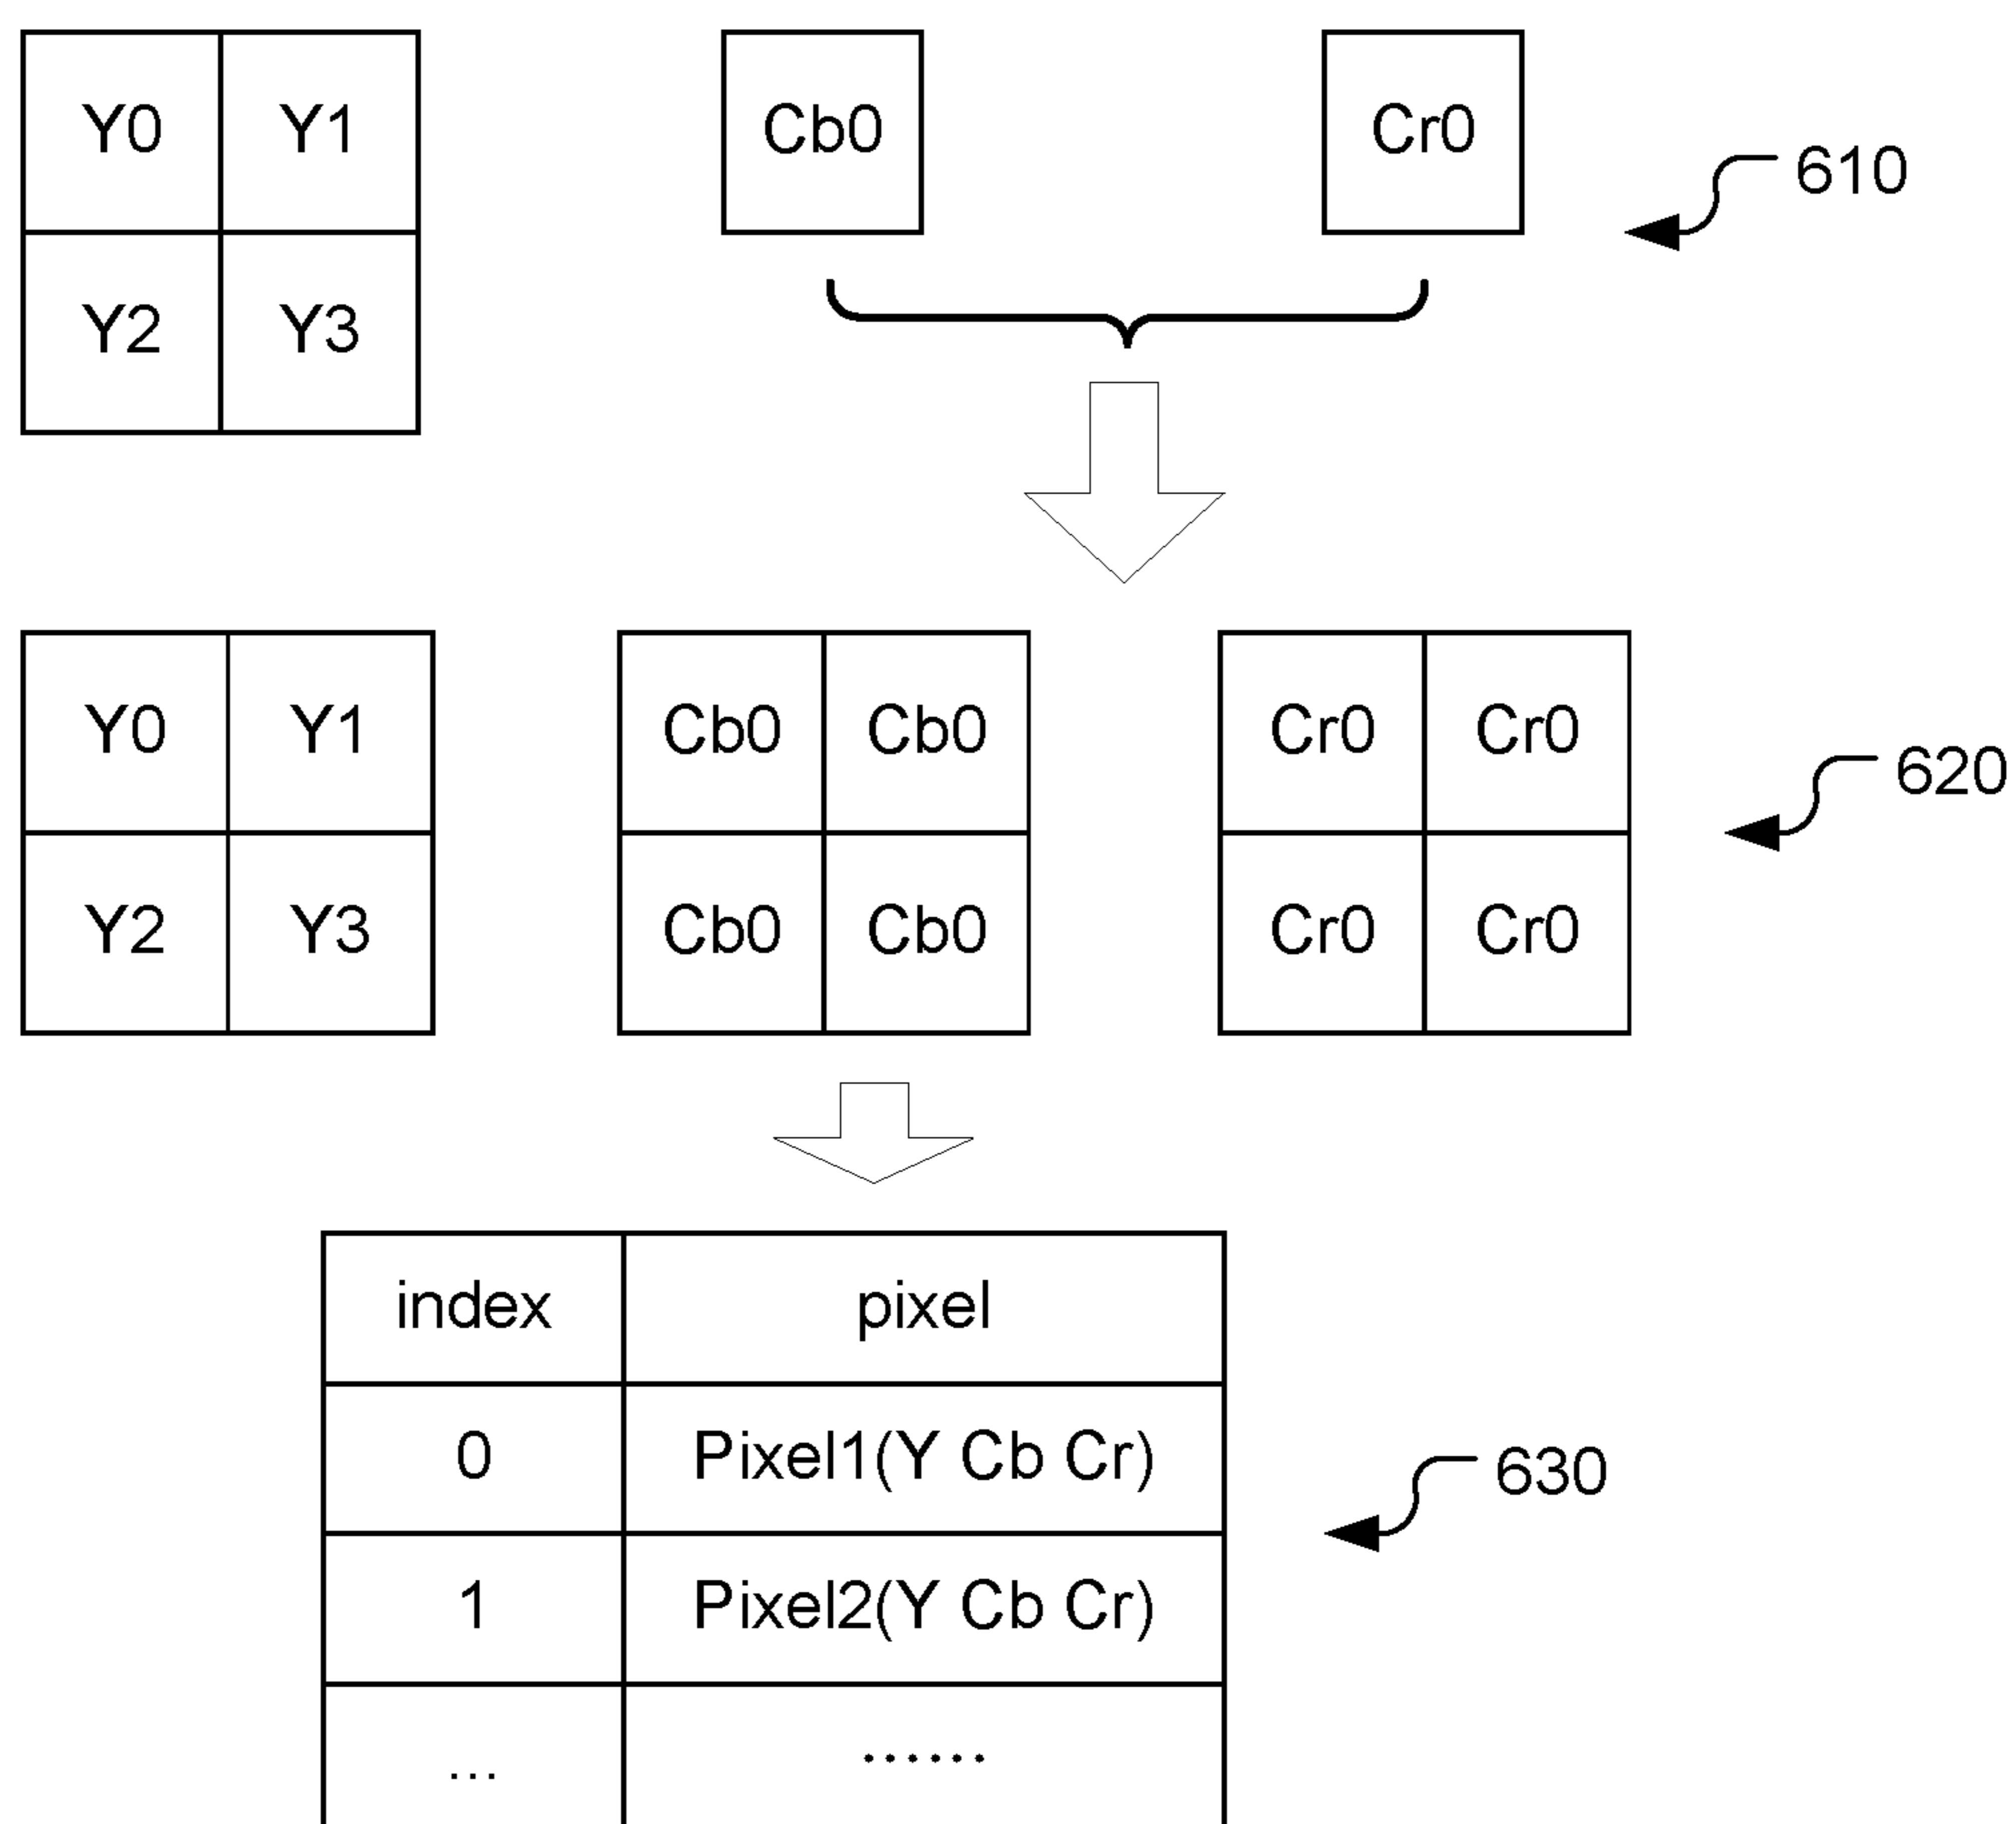 Y0 Y1 Cb0 Cr0
610
Y2 Y3
Y0 Y1 Cb0 Cb0 Cr0 Cr0
620
Y2 Y3 Cb0 Cb0 Cr0 Cr0
index pixel
0 Pixel1(Y Cb Cr)
630
1 Pixel2(Y Cb Cr)
... ......